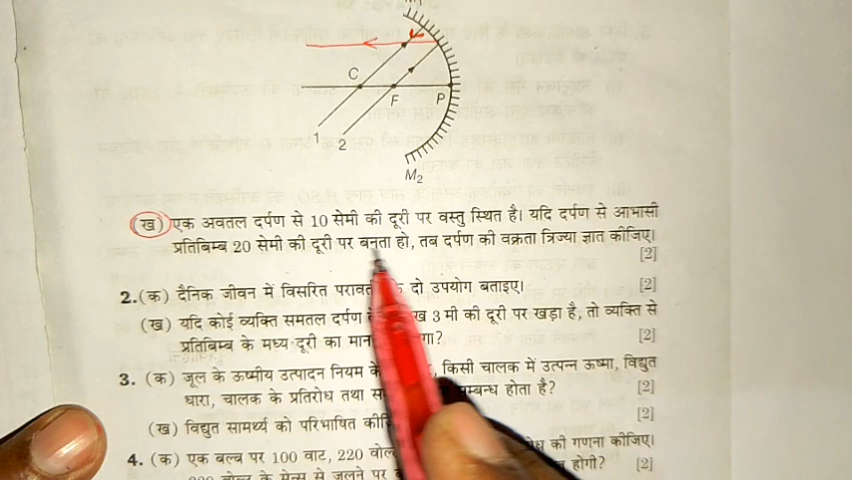 C
F
P
1
2
M₂
(ख) एक अवतल दर्पण से 10 सेमी की दूरी पर वस्तु स्थित है। यदि दर्पण से आभासी
प्रतिबिम्ब 20 सेमी की दूरी पर बनता हो, तब दर्पण की वक्रता त्रिज्या ज्ञात कीजिए।
[2]
2. (क) दैनिक जीवन में विसरित के दो उपयोग बताइए। [2]
(ख) यदि कोई व्यक्ति समतल दर्पण 3 मी की दूरी पर खड़ा है, तो व्यक्ति से
प्रतिबिम्ब के मध्य दूरी का मान [2]
3. (क) जूल के ऊष्मीय उत्पादन नियम किसी चालक में उत्पन्न ऊष्मा, विद्युत
धारा, चालक के प्रतिरोध तथा होता है? [2]
(ख) विद्युत सामर्थ्य को परिभाषित [2]
4. (क) एक बल्ब पर 100 वाट, 220 की गणना कीजिए।
के मेन्स से जलने पर होगी? [2]